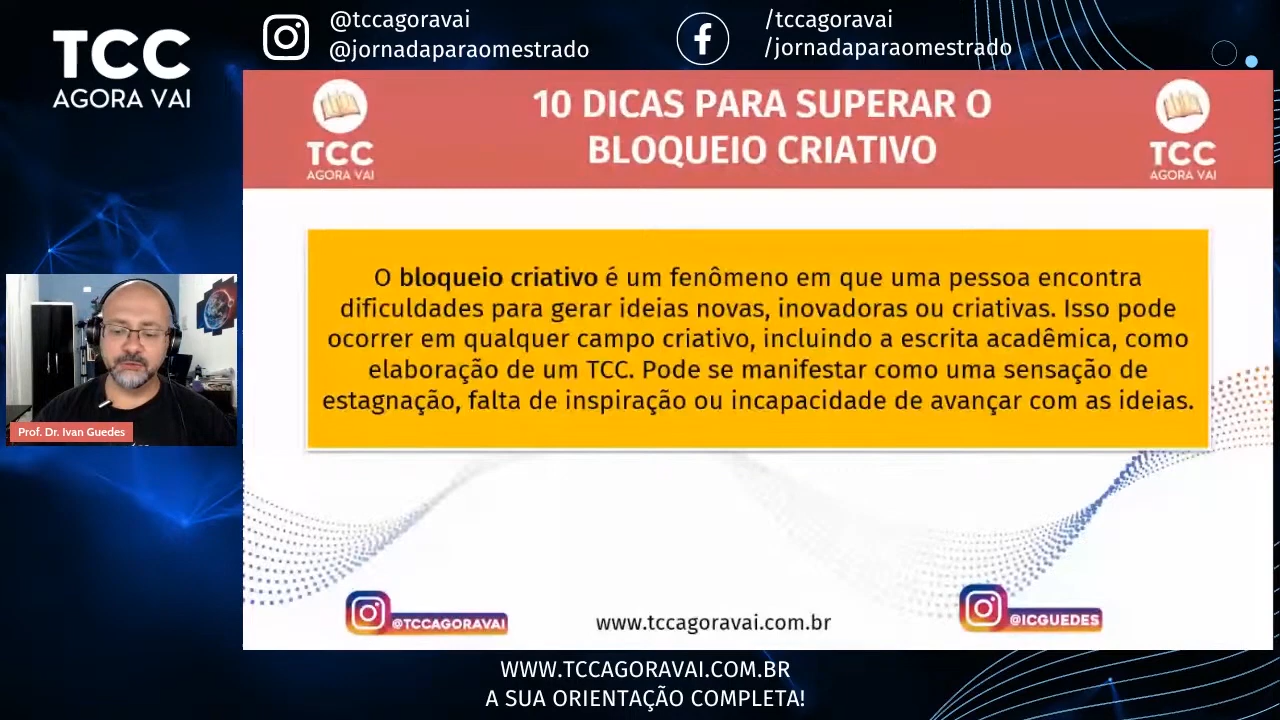 TCC
AGORA VAI
@tccagoravai
@jornadaparaomestrado
/tccagoravai
/jornadaparaomestrado
TCC
AGORA VAI
10 DICAS PARA SUPERAR O
BLOQUEIO CRIATIVO
TCC
AGORA VAI
O bloqueio criativo é um fenômeno em que uma pessoa encontra
dificuldades para gerar ideias novas, inovadoras ou criativas. Isso pode
ocorrer em qualquer campo criativo, incluindo a escrita acadêmica, como
elaboração de um TCC. Pode se manifestar como uma sensação de
estagnação, falta de inspiração ou incapacidade de avançar com as ideias.
Prof. Dr. Ivan Guedes
@TCCAGORAVAI
www.tccagoravai.com.br
@ICGUEDES
WWW.TCCAGORAVAI.COM.BR
A SUA ORIENTAÇÃO COMPLETA!